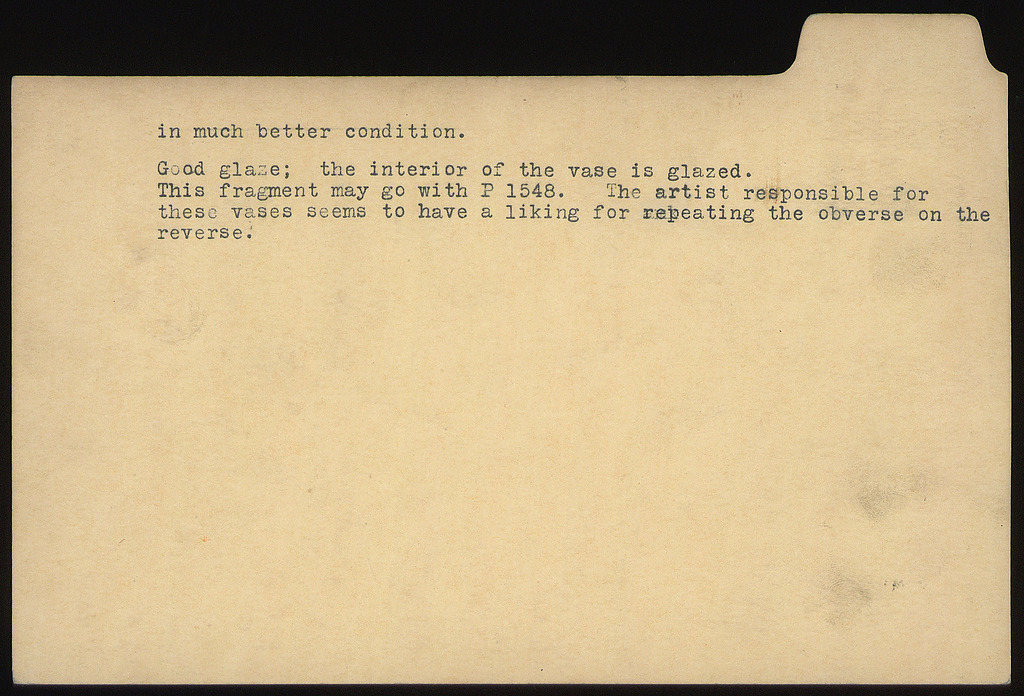 in much better condition.
Good glaze; the interior of the vase is glazed.
This fragment may go with P 1548. The artist responsible for
these vases seems to have a liking for repeating the obverse on the
reverse.